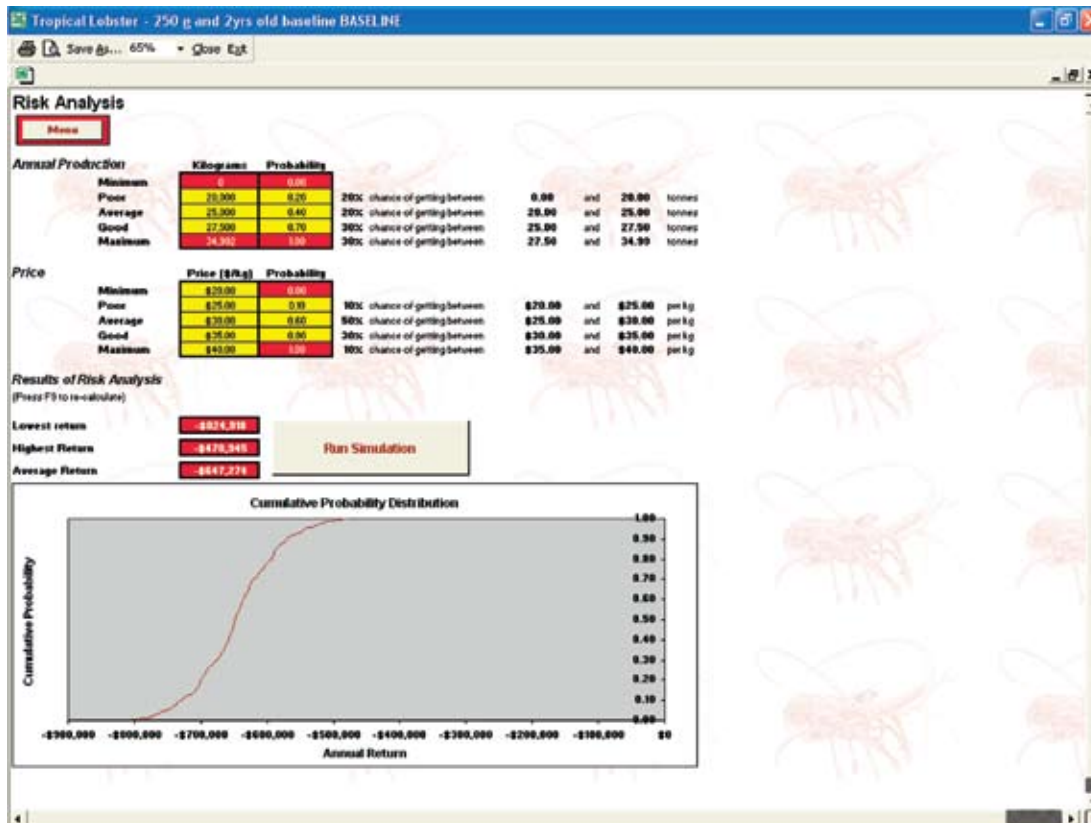 Tropical Lobster - 250 g and 2yrs old baseline BASELINE
Save As... 65% Close Exit
Risk Analysis
Menu
Annual Production Kilograms Probability
Minimum 0 0.00
Poor 20,000 0.20 20% chance of getting between 0.00 and 20.00 tonnes
Average 25,000 0.40 20% chance of getting between 20.00 and 25.00 tonnes
Good 27,500 0.70 30% chance of getting between 25.00 and 27.50 tonnes
Maximum 34,992 1.00 30% chance of getting between 27.50 and 34.99 tonnes
Price Price ($/kg) Probability
Minimum $20.00 0.00
Poor $25.00 0.10 10% chance of getting between $20.00 and $25.00 per kg
Average $30.00 0.60 50% chance of getting between $25.00 and $30.00 per kg
Good $35.00 0.90 30% chance of getting between $30.00 and $35.00 per kg
Maximum $40.00 1.00 10% chance of getting between $35.00 and $40.00 per kg
Results of Risk Analysis
(Press F9 to re-calculate)
Lowest return
Highest Return Run Simulation
Average Return -$647,274
Cumulative Probability Distribution
Cumulative Probability
1.00
0.90
0.80
0.70
0.60
0.50
0.40
0.30
0.20
0.10
0.00
-$900,000 -$800,000 -$700,000 -$600,000 -$500,000 -$400,000 -$300,000 -$200,000 -$100,000 $0
Annual Return